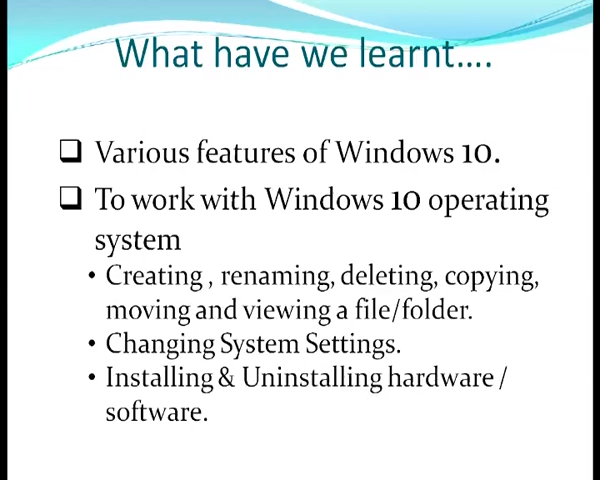 What have we learnt....
❑ Various features of Windows 10.
❑ To work with Windows 10 operating
system
• Creating , renaming, deleting, copying,
moving and viewing a file/folder.
• Changing System Settings.
• Installing & Uninstalling hardware /
software.